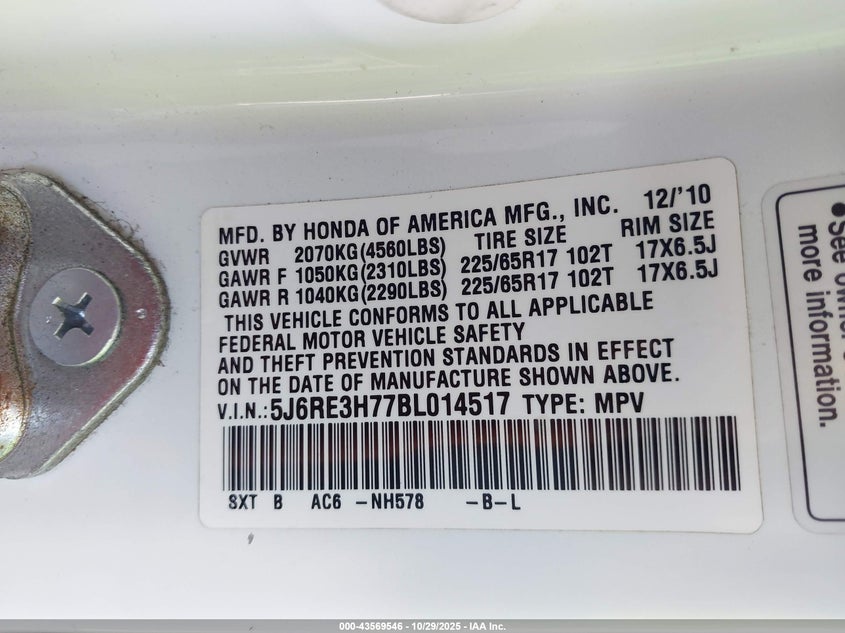 MFD. BY HONDA OF AMERICA MFG., INC. 12/'10
GVWR 2070KG(4560LBS) TIRE SIZE RIM SIZE
GAWR F 1050KG(2310LBS) 225/65R17 102T 17X6.5J
GAWR R 1040KG(2290LBS) 225/65R17 102T 17X6.5J
THIS VEHICLE CONFORMS TO ALL APPLICABLE
FEDERAL MOTOR VEHICLE SAFETY
AND THEFT PREVENTION STANDARDS IN EFFECT
ON THE DATE OF MANUFACTURE SHOWN ABOVE.
V.I.N.:5J6RE3H77BL014517 TYPE: MPV
SXT B AC6 -NH578 -B-L
more information.
000-43569546 - 10/29/2025 - IAA Inc.